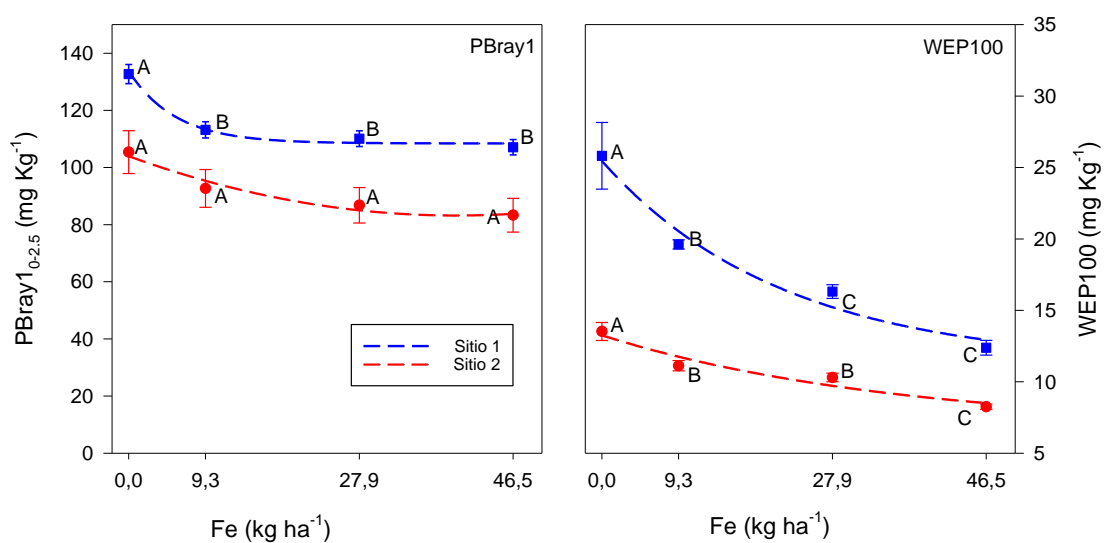 PBray1
140
120
100
80
60
40
20
0
PBray1₀₋₂.₅ (mg Kg⁻¹)
A
B
B
B
A
A
A
A
Sitio 1
Sitio 2
0,0 9,3 27,9 46,5
Fe (kg ha⁻¹)
WEP100
35
30
25
20
15
10
5
WEP100 (mg Kg⁻¹)
A
B
C
C
A
B
B
C
0,0 9,3 27,9 46,5
Fe (kg ha⁻¹)